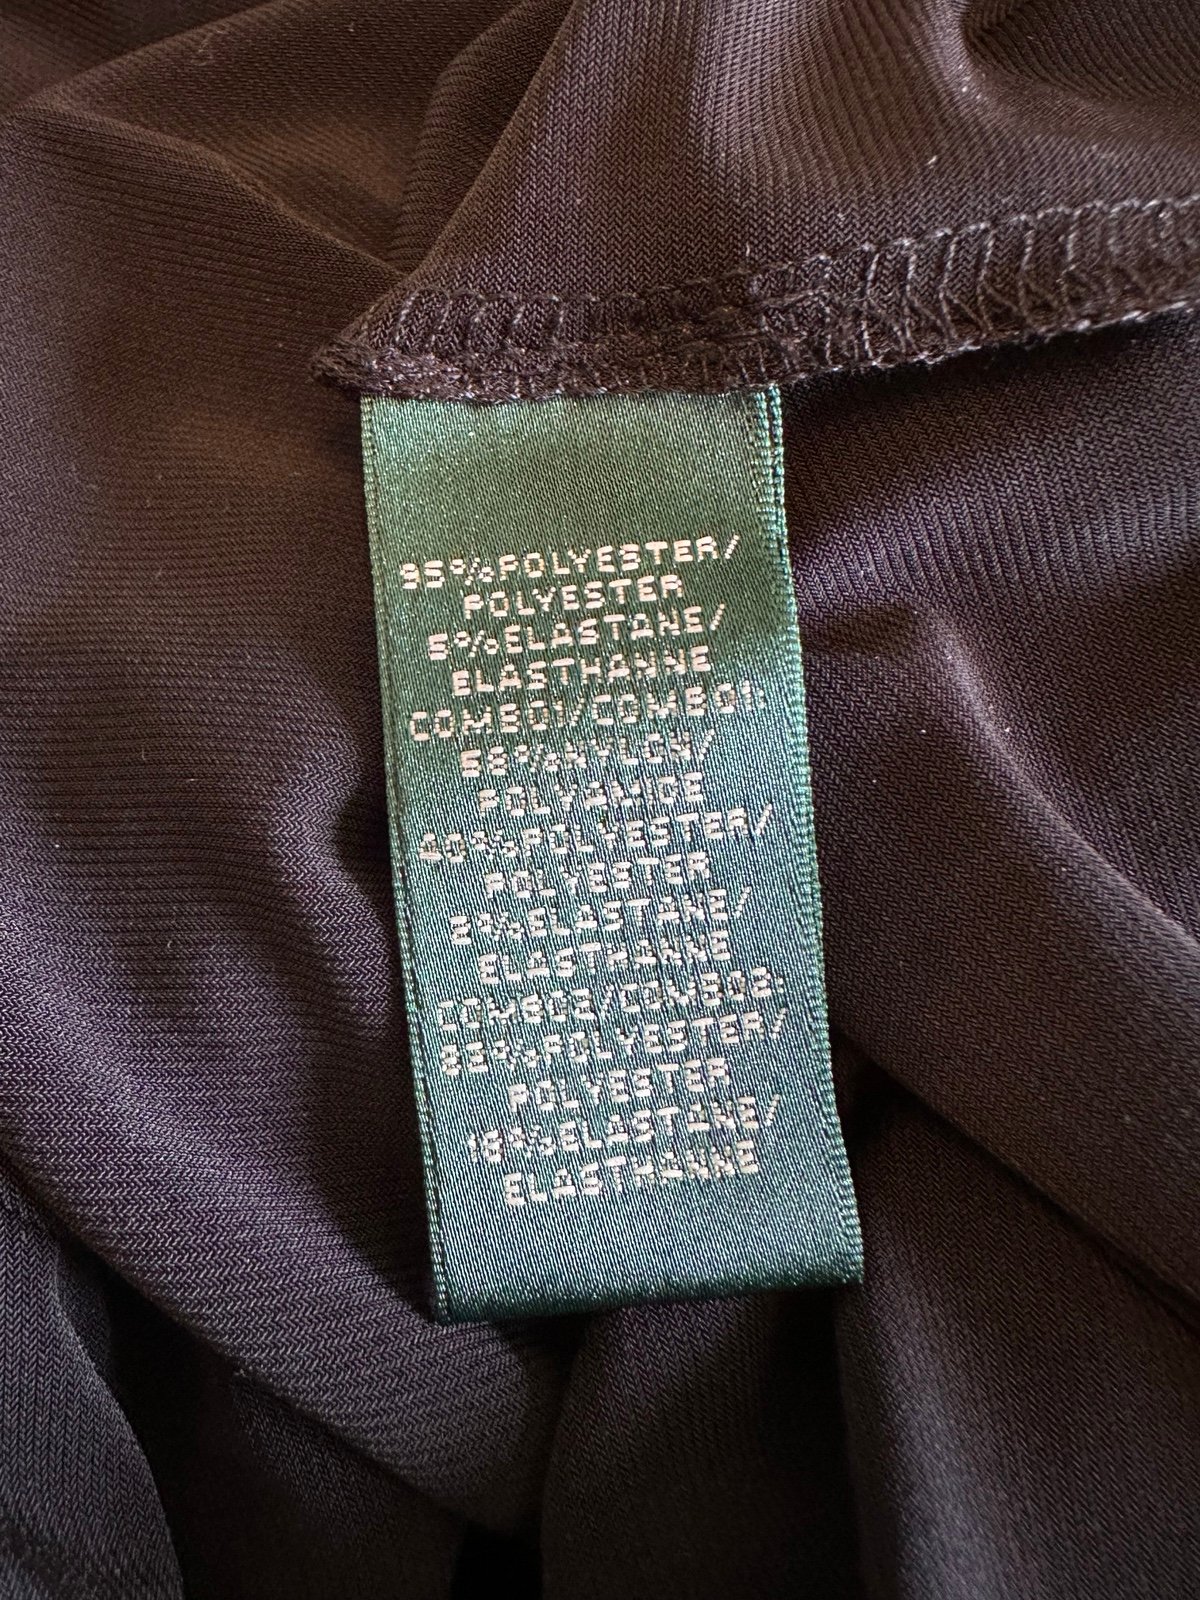 95%POLYESTER/
POLYESTER
5%ELASTANE/
ELASTHANNE
COMBO1/COMBO1:
58%NYLON/
POLYAMIDE
40%POLYESTER/
POLYESTER
2%ELASTANE/
ELASTHANNE
COMBO2/COMBO2:
82%POLYESTER/
POLYESTER
18%ELASTANE/
ELASTHANNE